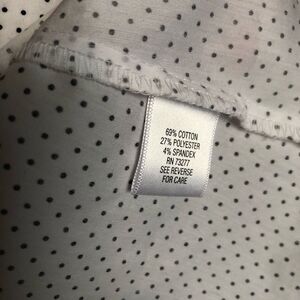 69% COTTON
27% POLYESTER
4% SPANDEX
RN 73277
SEE REVERSE
FOR CARE